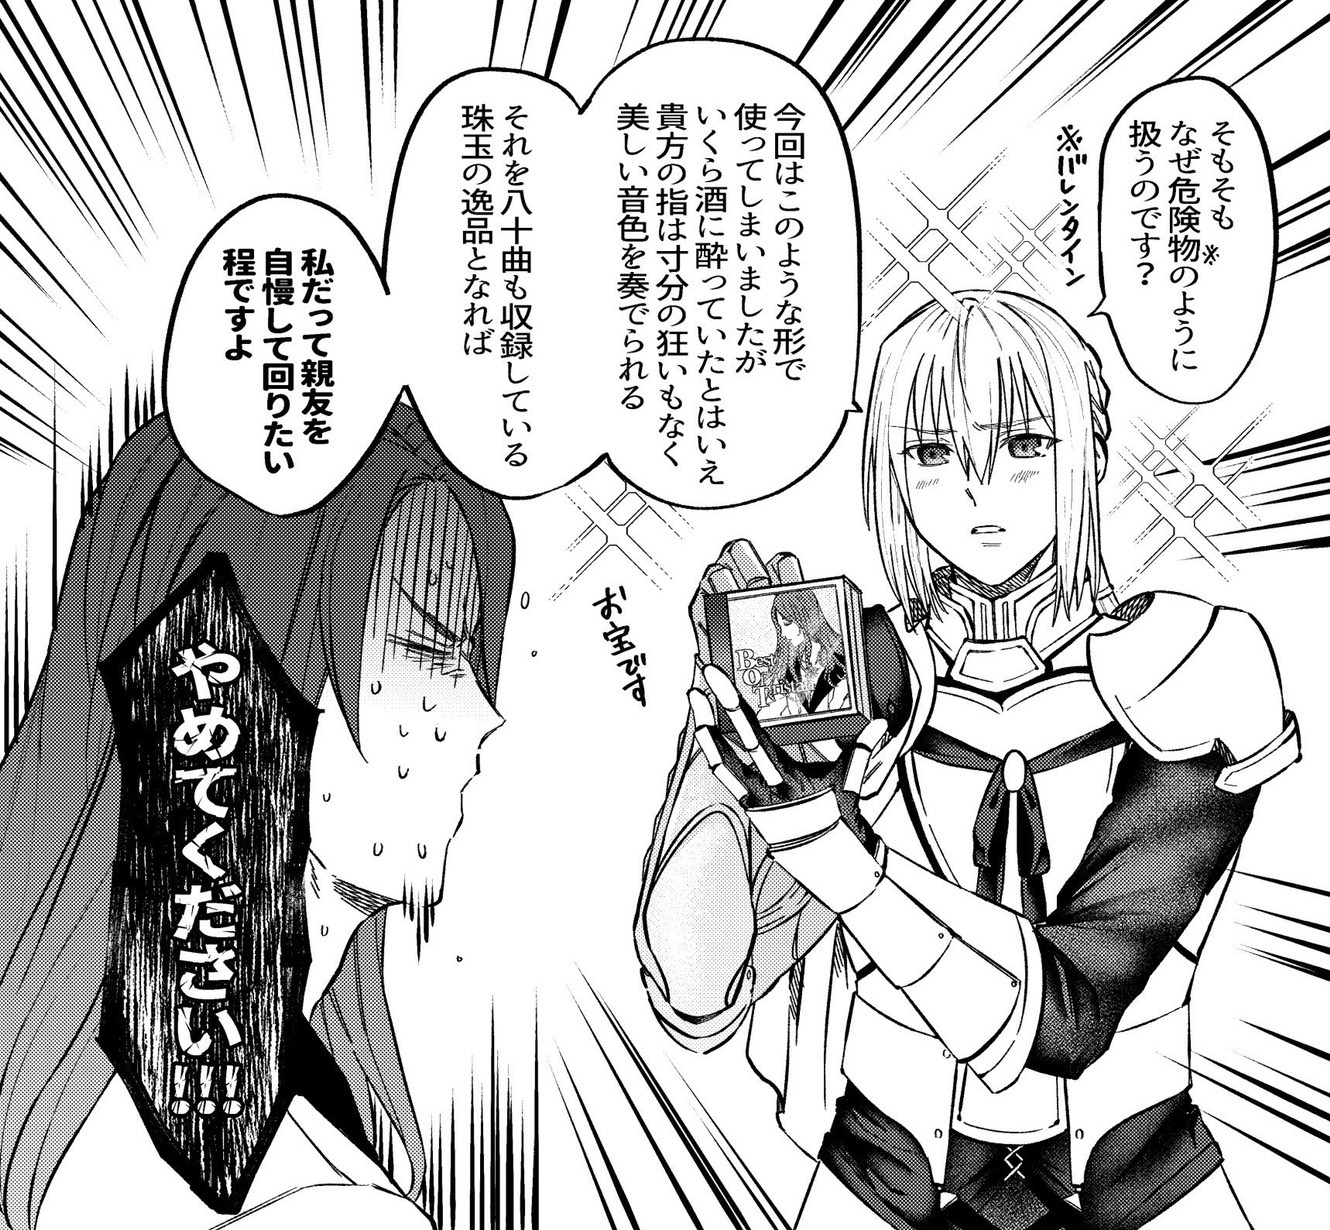 そもそも
なぜ危険物※のように
扱うのです?
※バレンタイン
今回はこのような形で
使ってしまいましたが
いくら酒に酔っていたとはいえ
貴方の指は寸分の狂いもなく
美しい音色を奏でられる
それを八十曲も収録している
珠玉の逸品となれば
私だって親友を
自慢して回りたい
程ですよ
お宝です
Best
Of
Trist
やめてください!!!